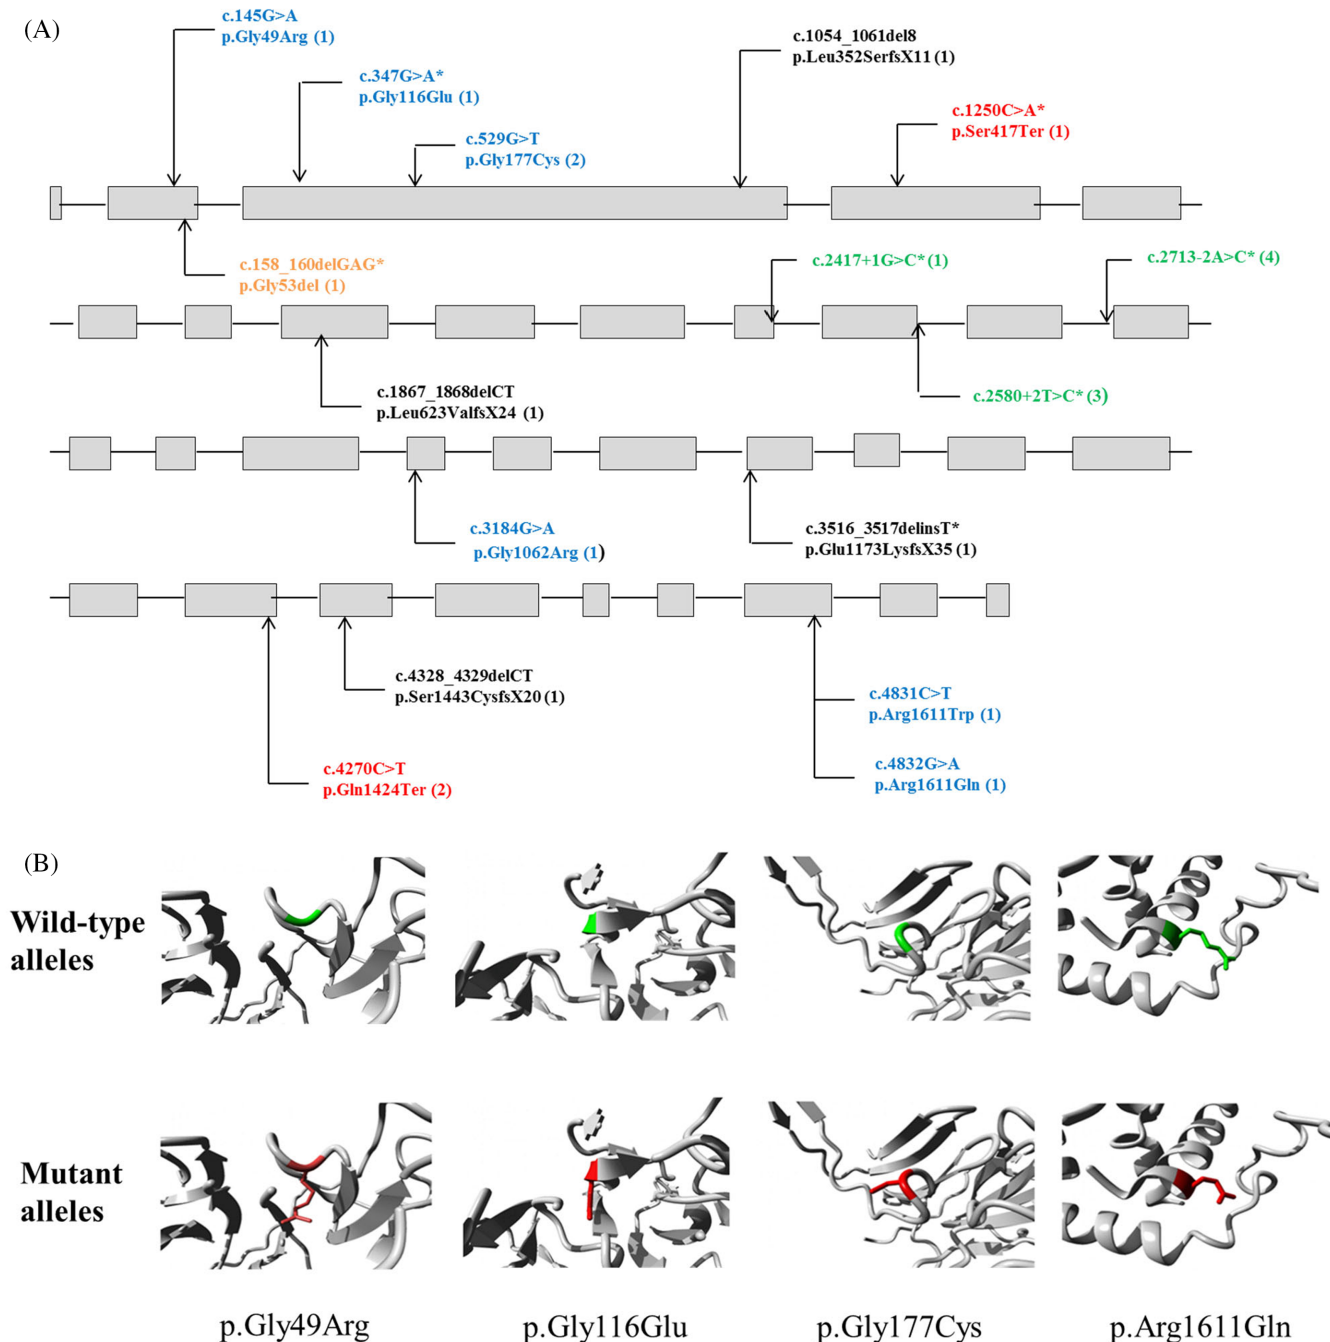 (A)
c.145G>A
p.Gly49Arg (1)
c.347G>A*
p.Gly116Glu (1)
c.529G>T
p.Gly177Cys (2)
c.1054_1061del8
p.Leu352SerfsX11 (1)
c.1250C>A*
p.Ser417Ter (1)
c.158_160delGAG*
p.Gly53del (1)
c.2417+1G>C* (1)
c.2713-2A>C* (4)
c.1867_1868delCT
p.Leu623ValfsX24 (1)
c.2580+2T>C* (3)
c.3184G>A
p.Gly1062Arg (1)
c.3516_3517delinsT*
p.Glu1173LysfsX35 (1)
c.4328_4329delCT
p.Ser1443CysfsX20 (1)
c.4831C>T
p.Arg1611Trp (1)
c.4270C>T
p.Gln1424Ter (2)
c.4832G>A
p.Arg1611Gln (1)
(B)
Wild-type
alleles
Mutant
alleles
p.Gly49Arg
p.Gly116Glu
p.Gly177Cys
p.Arg1611Gln